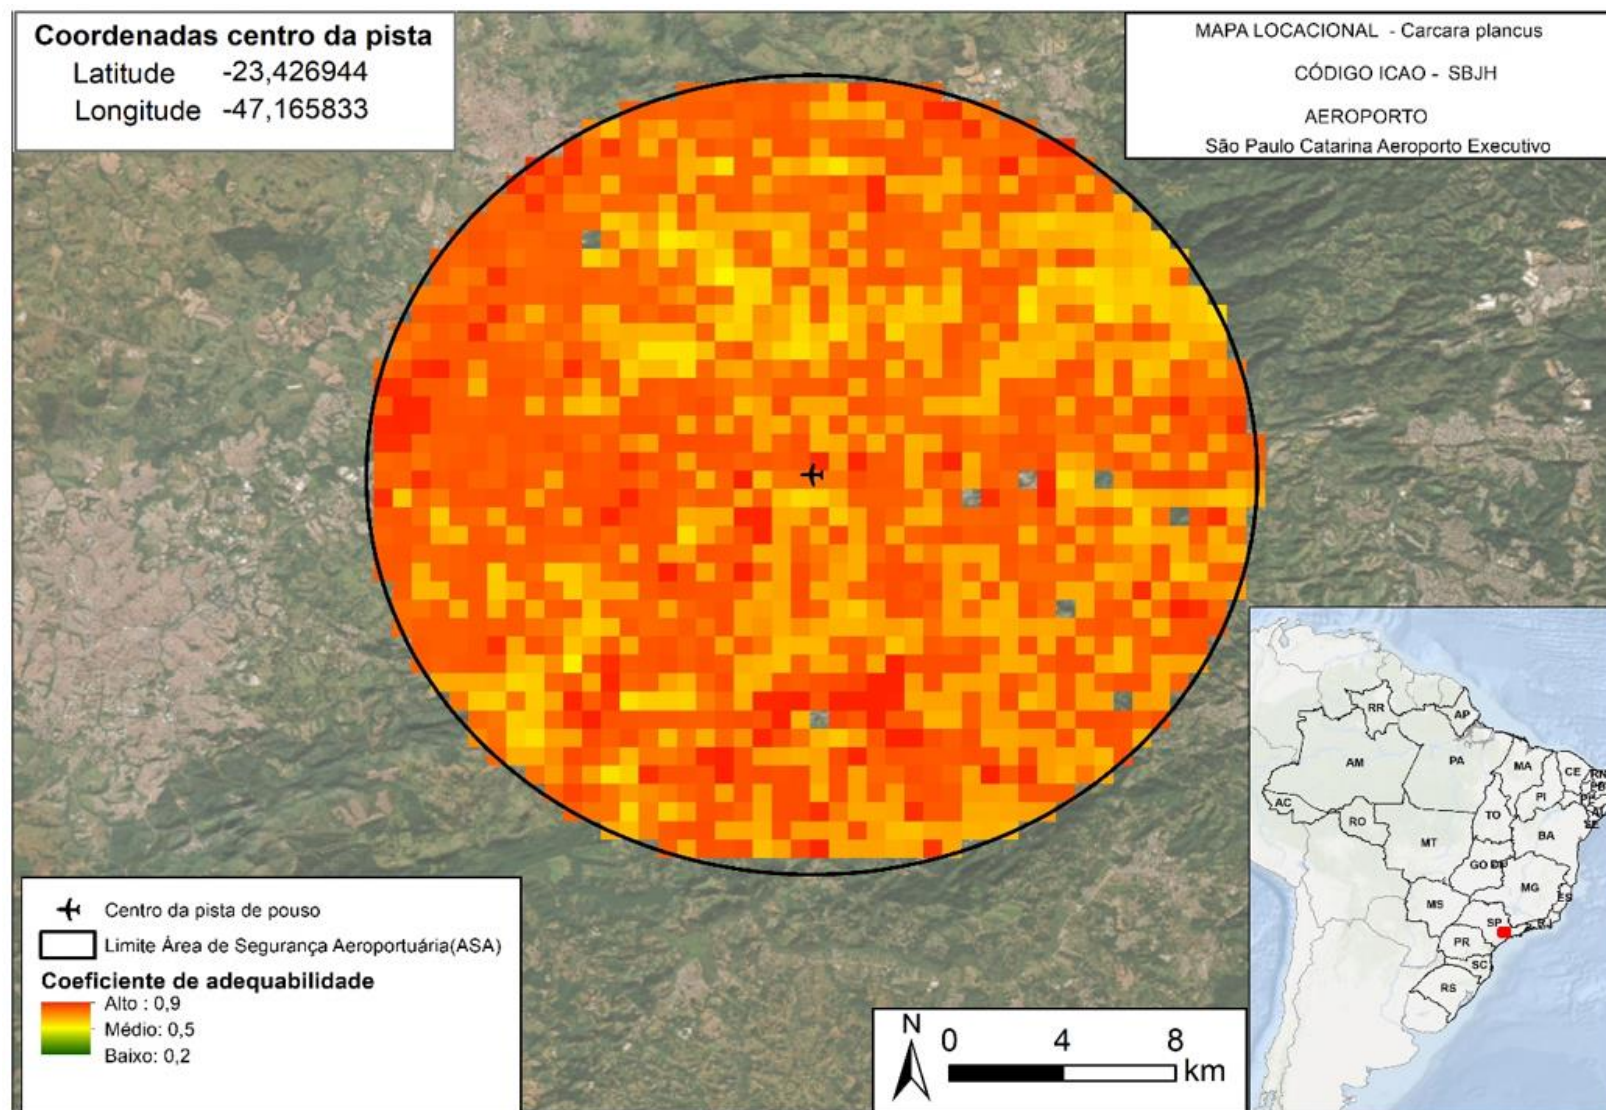 Coordenadas centro da pista
Latitude -23,426944
Longitude -47,165833
MAPA LOCACIONAL - Carcara plancus
CÓDIGO ICAO - SBJH
AEROPORTO
São Paulo Catarina Aeroporto Executivo
Centro da pista de pouso
Limite Área de Segurança Aeroportuária(ASA)
Coeficiente de adequabilidade
Alto : 0,9
Médio: 0,5
Baixo: 0,2
N
0 4 8
km
RR
AP
AM
PA
MA
CE
RN
PI
AC
RO
TO
BA
MT
GO
MG
ES
MS
SP
RJ
PR
SC
RS